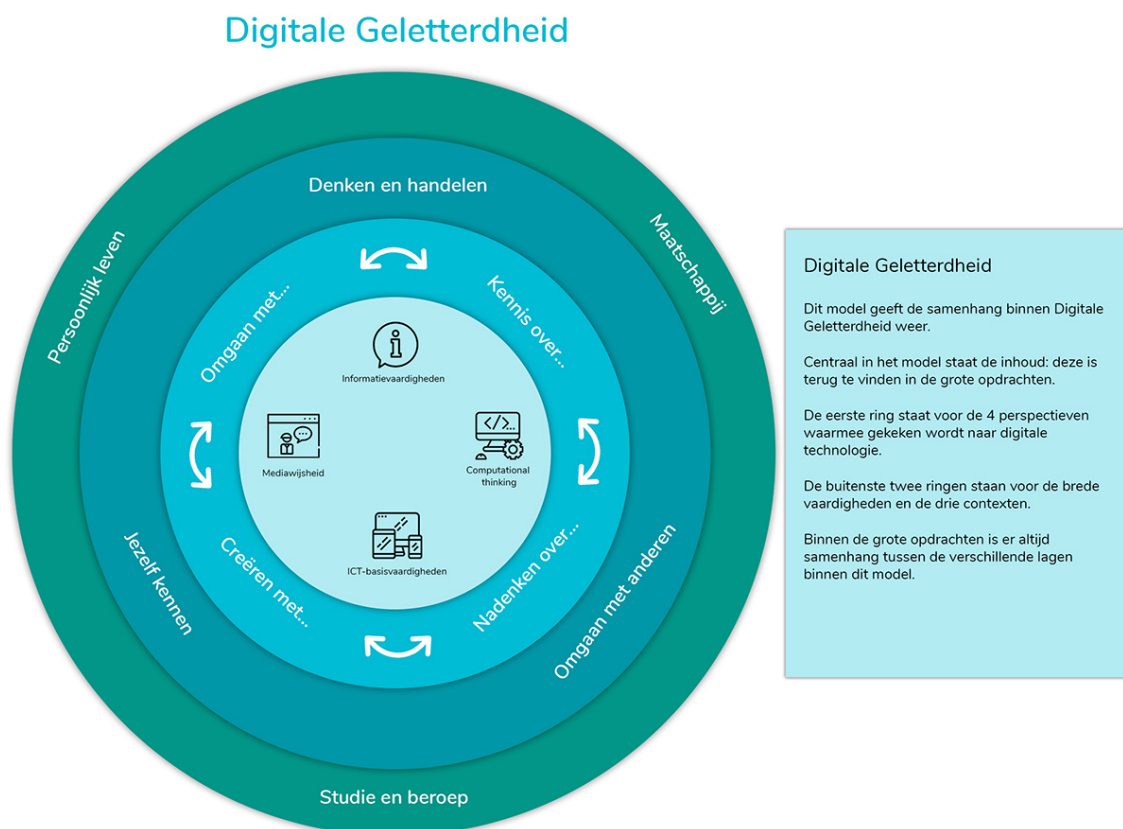 Digitale Geletterdheid
Denken en handelen
Persoonlijk leven
Maatschappij
Omgaan met...
Kennis over...
Informatievaardigheden
</>...
Mediawijsheid
Computational
thinking
ICT-basisvaardigheden
Creëren met...
Nadenken over...
Jezelf kennen
Omgaan met anderen
Studie en beroep
Digitale Geletterdheid
Dit model geeft de samenhang binnen Digitale
Geletterdheid weer.
Centraal in het model staat de inhoud: deze is
terug te vinden in de grote opdrachten.
De eerste ring staat voor de 4 perspectieven
waarmee gekeken wordt naar digitale
technologie.
De buitenste twee ringen staan voor de brede
vaardigheden en de drie contexten.
Binnen de grote opdrachten is er altijd
samenhang tussen de verschillende lagen
binnen dit model.